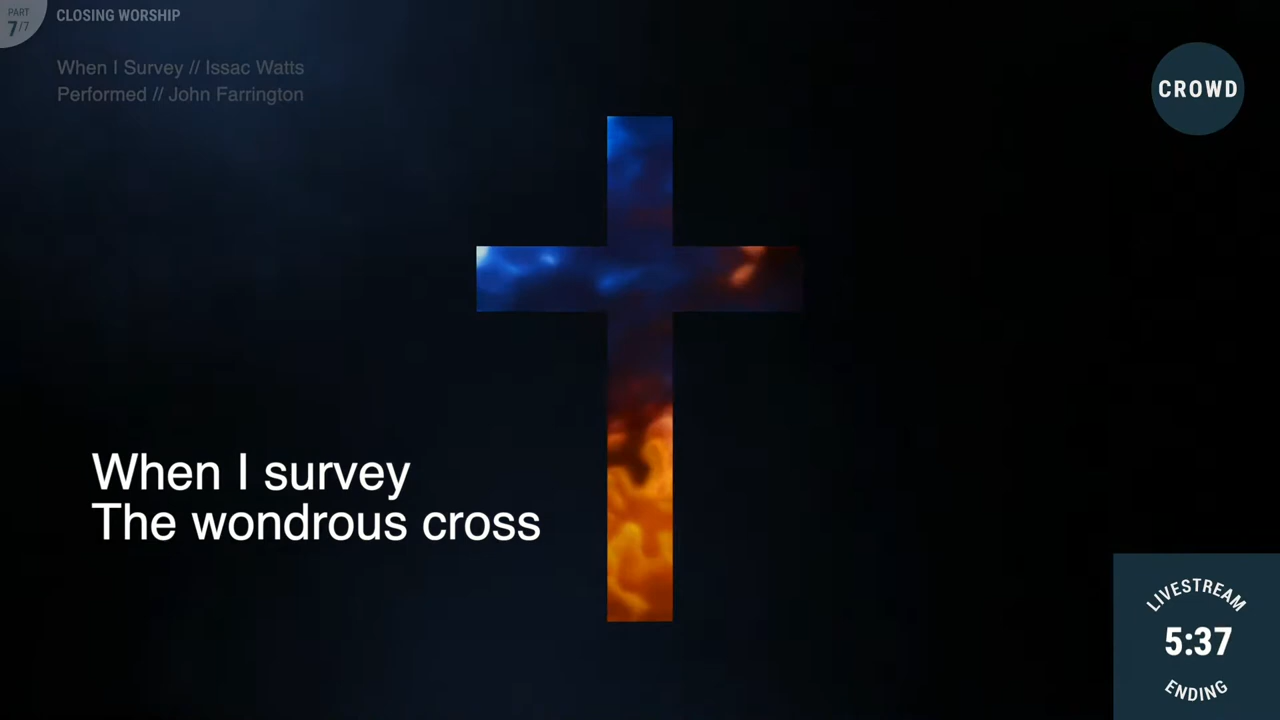 PART
7/7
CLOSING WORSHIP
When I Survey // Issac Watts
Performed // John Farrington
CROWD
When I survey
The wondrous cross
LIVESTREAM
5:37
ENDING